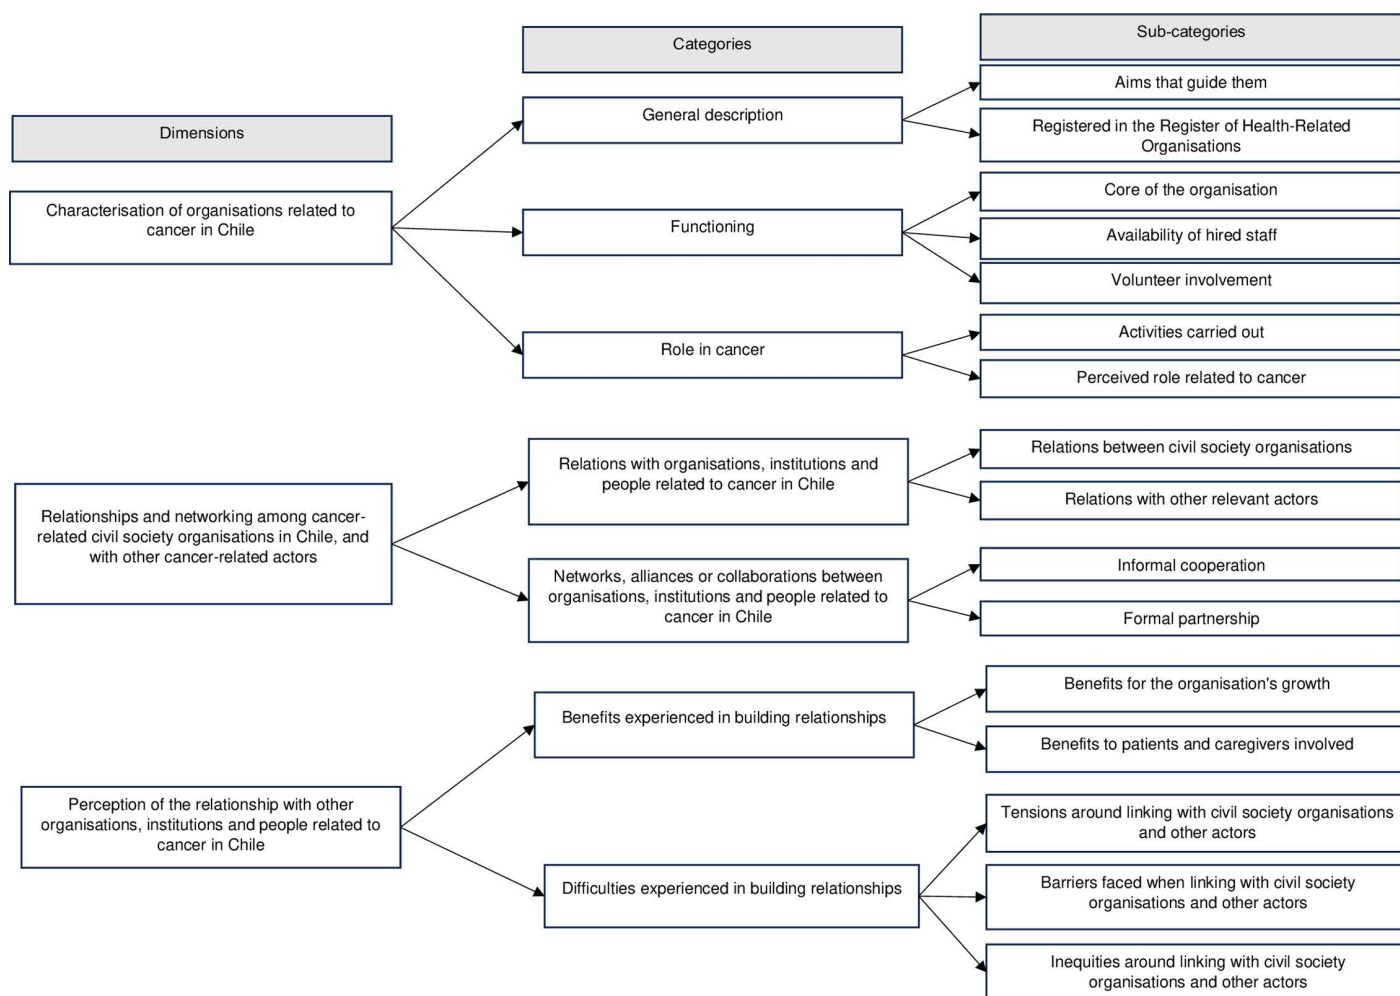 Dimensions
Categories
Sub-categories
Characterisation of organisations related to
cancer in Chile
General description
Aims that guide them
Registered in the Register of Health-Related
Organisations
Functioning
Core of the organisation
Availability of hired staff
Volunteer involvement
Role in cancer
Activities carried out
Perceived role related to cancer
Relationships and networking among cancer-
related civil society organisations in Chile, and
with other cancer-related actors
Relations with organisations, institutions and
people related to cancer in Chile
Relations between civil society organisations
Relations with other relevant actors
Networks, alliances or collaborations between
organisations, institutions and people related to
cancer in Chile
Informal cooperation
Formal partnership
Perception of the relationship with other
organisations, institutions and people related to
cancer in Chile
Benefits experienced in building relationships
Benefits for the organisation's growth
Benefits to patients and caregivers involved
Difficulties experienced in building relationships
Tensions around linking with civil society organisations
and other actors
Barriers faced when linking with civil society
organisations and other actors
Inequities around linking with civil society
organisations and other actors